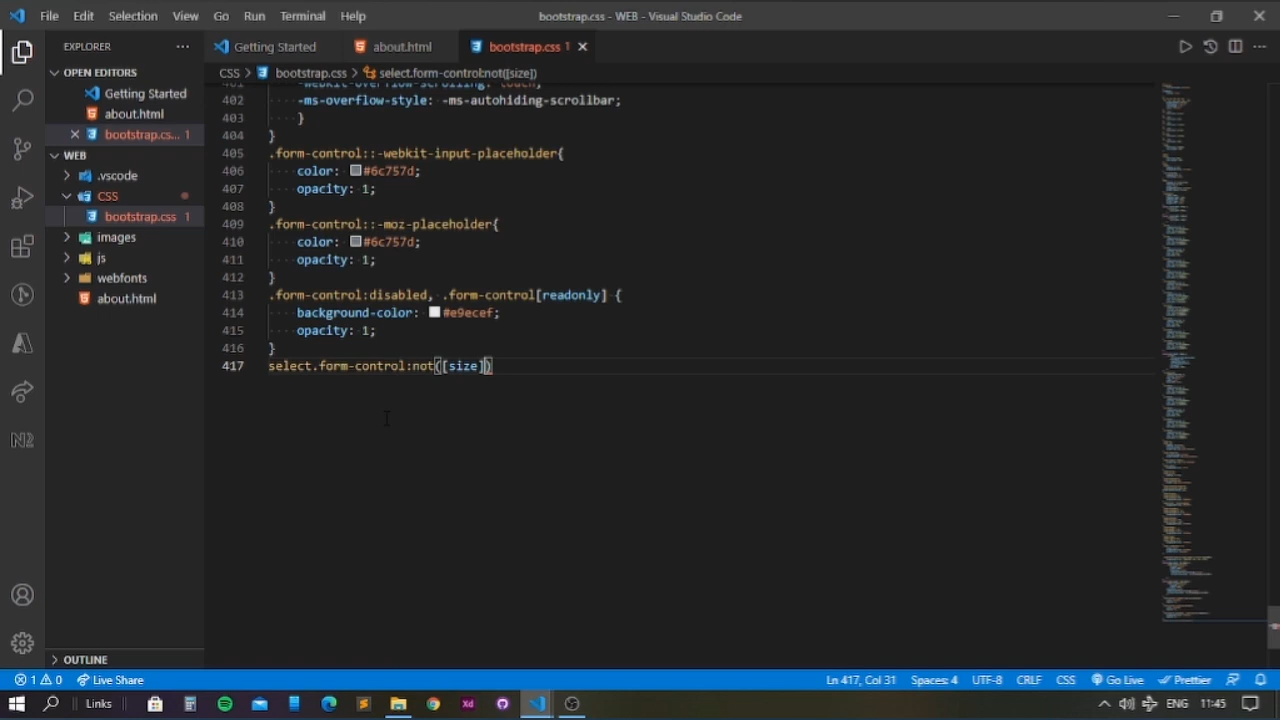 File Edit Selection View Go Run Terminal Help bootstrap.css - WEB - Visual Studio Code
EXPLORER ··· Getting Started about.html bootstrap.css 1
OPEN EDITORS
Getting Started
about.html
bootstrap.cs... 1
WEB
.vscode
CSS
bootstrap.css 1
images
js
webfonts
about.html
OUTLINE
CSS > bootstrap.css > select.form-control:not([size])
401 -webkit-overflow-scrolling: touch;
402 -ms-overflow-style: -ms-autohiding-scrollbar;
403 }
404 }
405 .form-control::-webkit-input-placeholder{
406 color: #6c757d;
407 opacity: 1;
408 }
409 .form-control::-moz-placeholder{
410 color: #6c757d;
411 opacity: 1;
412 }
413 .form-control:disabled, .form-control[readonly] {
414 background-color: #e9ecef;
415 opacity: 1;
416 }
417 select.form-control:not([size])
1 0 Live Share Ln 417, Col 31 Spaces: 4 UTF-8 CRLF CSS Go Live Prettier
Links Xd ENG 11:45